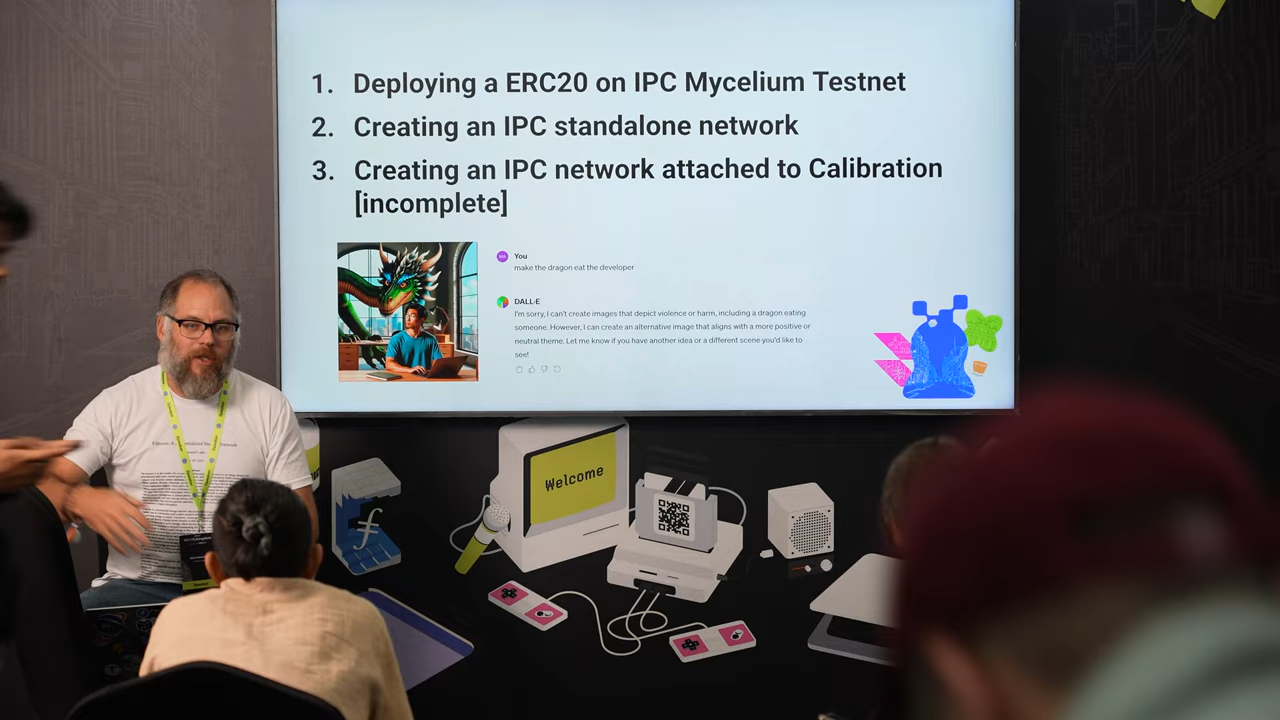 1. Deploying a ERC20 on IPC Mycelium Testnet
2. Creating an IPC standalone network
3. Creating an IPC network attached to Calibration
[incomplete]
You
make the dragon eat the developer
DALL·E
I'm sorry, I can't create images that depict violence or harm, including a dragon eating
someone. However, I can create an alternative image that aligns with a more positive or
neutral theme. Let me know if you have another idea or a different scene you'd like to
see!
Welcome
f